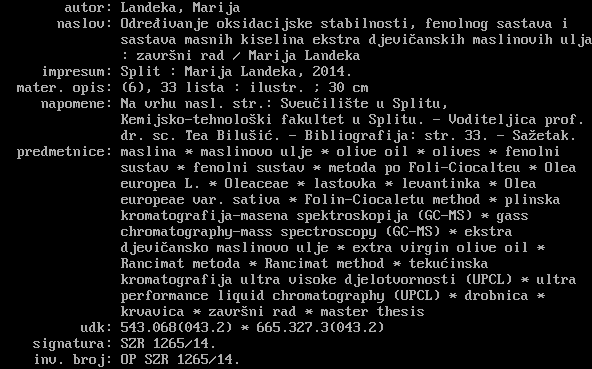 autor: Landeka, Marija
naslov: Određivanje oksidacijske stabilnosti, fenolnog sastava i
sastava masnih kiselina ekstra djevičanskih maslinovih ulja
: završni rad / Marija Landeka
impresum: Split : Marija Landeka, 2014.
mater. opis: (6), 33 lista : ilustr. ; 30 cm
napomene: Na vrhu nasl. str.: Sveučilište u Splitu,
Kemijsko-tehnološki fakultet u Splitu. - Voditeljica prof.
dr. sc. Tea Bilušić. - Bibliografija: str. 33. - Sažetak.
predmetnice: maslina * maslinovo ulje * olive oil * olives * fenolni
sustav * fenolni sustav * metoda po Foli-Ciocalteu * Olea
europea L. * Oleaceae * lastovka * levantinka * Olea
europeae var. sativa * Folin-Ciocaletu method * plinska
kromatografija-masena spektroskopija (GC-MS) * gass
chromatography-mass spectroscopy (GC-MS) * ekstra
djevičansko maslinovo ulje * extra virgin olive oil *
Rancimat metoda * Rancimat method * tekućinska
kromatografija ultra visoke djelotvornosti (UPCL) * ultra
performance liquid chromatography (UPCL) * drobnica *
krvavica * završni rad * master thesis
udk: 543.068(043.2) * 665.327.3(043.2)
signatura: SZR 1265/14.
inv. broj: OP SZR 1265/14.